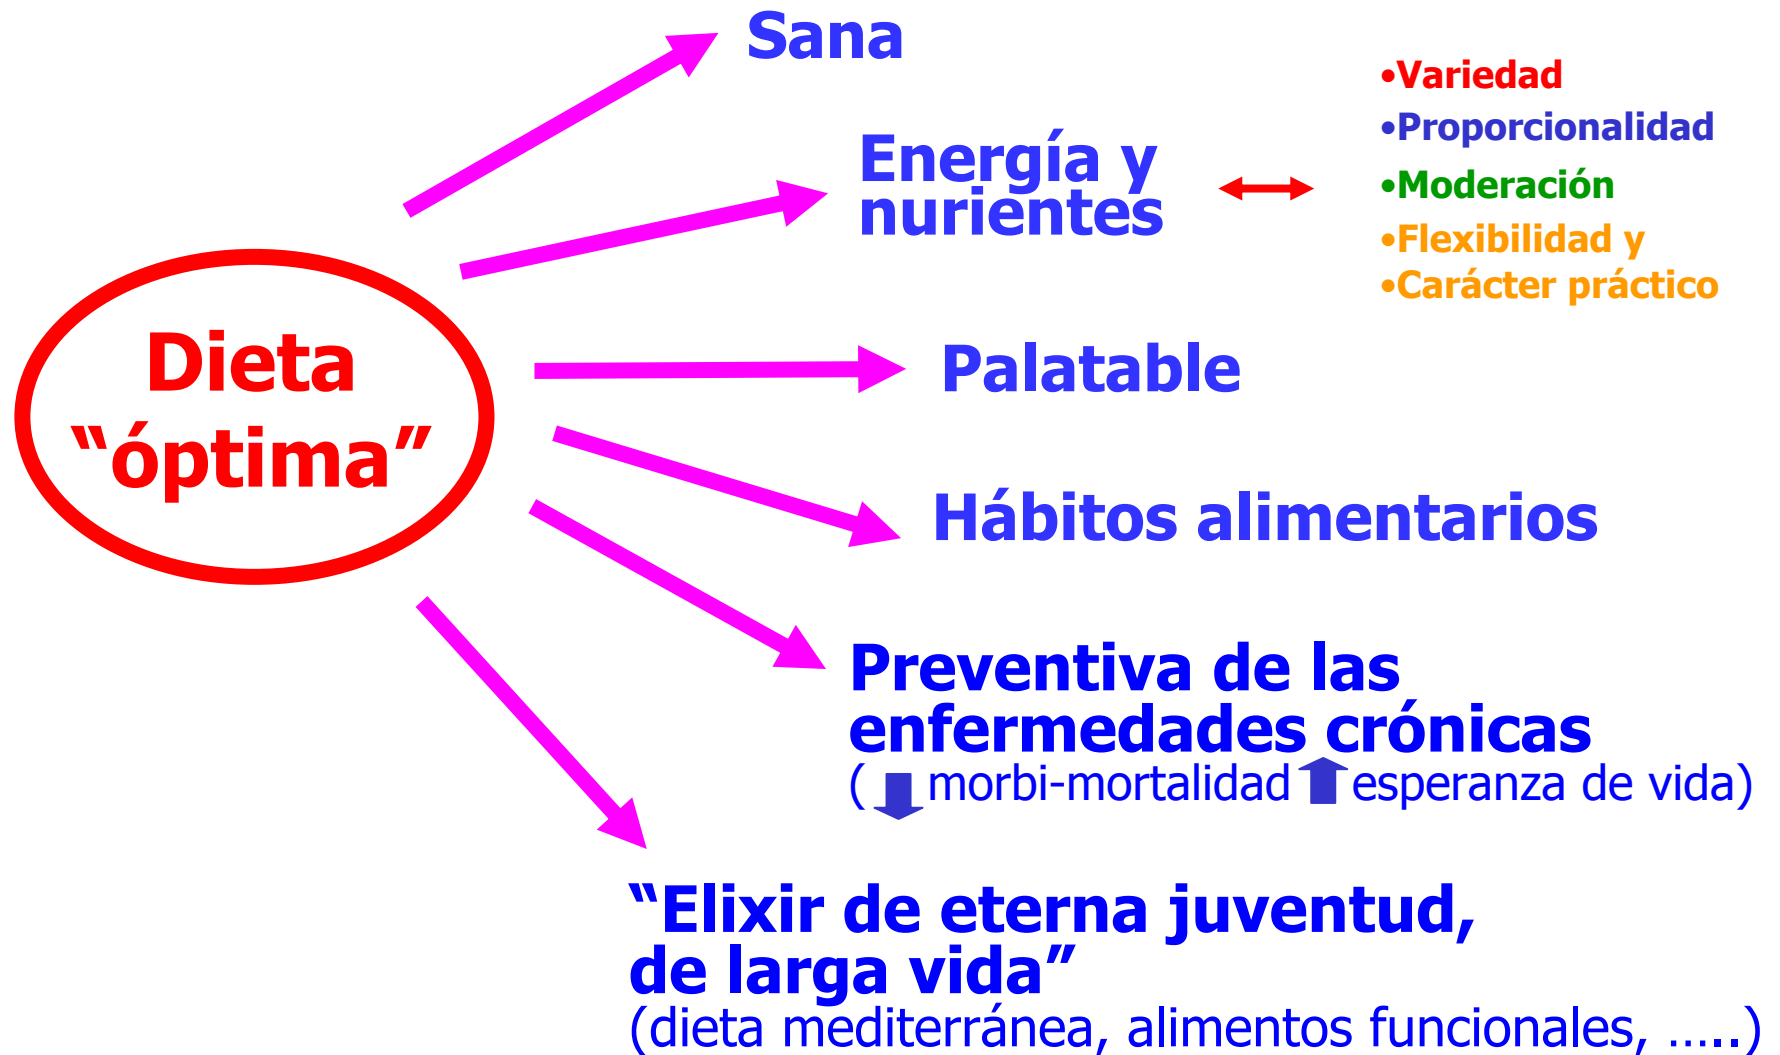 Sana
Energía y
nurientes
•Variedad
•Proporcionalidad
•Moderación
•Flexibilidad y
•Carácter práctico
Dieta
“óptima”
Palatable
Hábitos alimentarios
Preventiva de las
enfermedades crónicas
( morbi-mortalidad esperanza de vida)
“Elixir de eterna juventud,
de larga vida”
(dieta mediterránea, alimentos funcionales, …..)